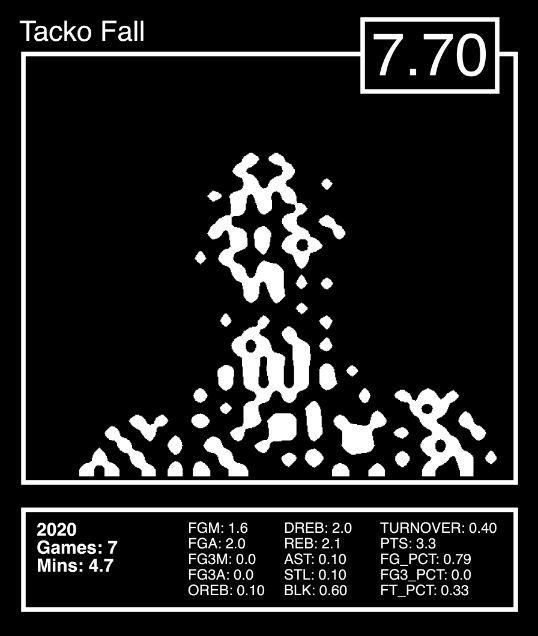 Tacko Fall
7.70
2020
Games: 7
Mins: 4.7
FGM: 1.6
FGA: 2.0
FG3M: 0.0
FG3A: 0.0
OREB: 0.10
DREB: 2.0
REB: 2.1
AST: 0.10
STL: 0.10
BLK: 0.60
TURNOVER: 0.40
PTS: 3.3
FG_PCT: 0.79
FG3_PCT: 0.0
FT_PCT: 0.33